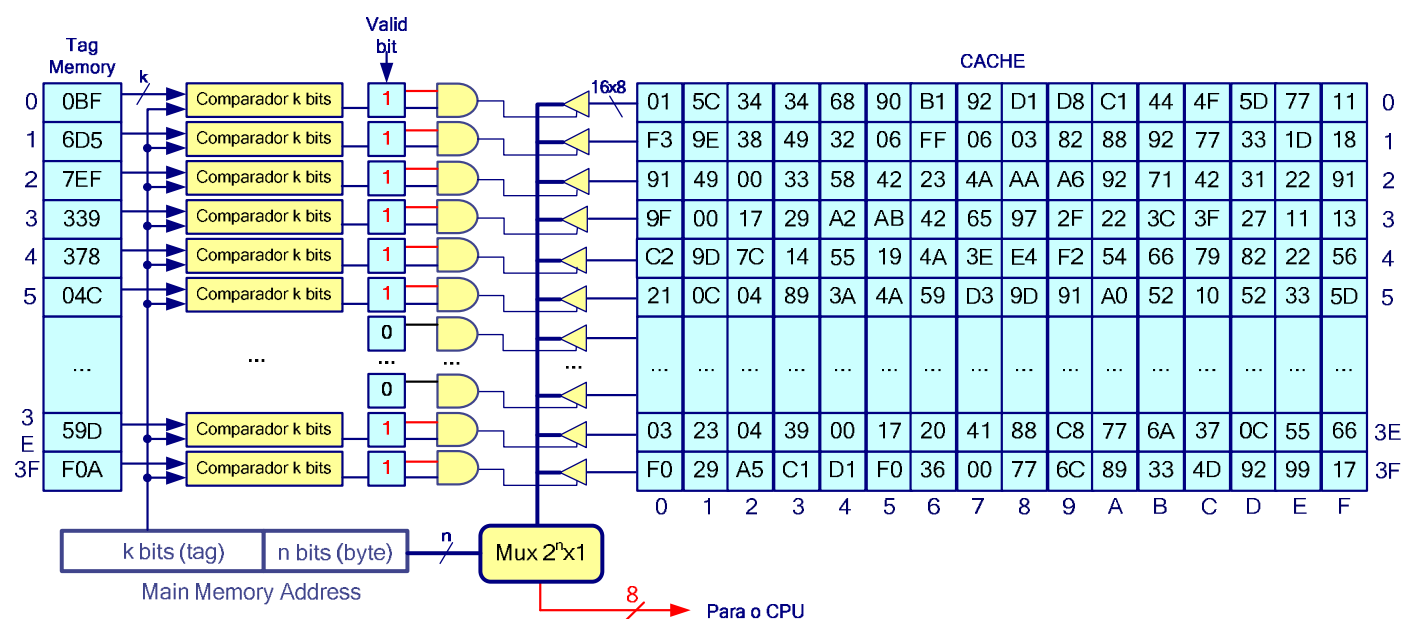 Valid
bit
Tag
Memory
CACHE
k
16x8
0 0BF Comparador k bits 1 01 5C 34 34 68 90 B1 92 D1 D8 C1 44 4F 5D 77 11 0
1 6D5 Comparador k bits 1 F3 9E 38 49 32 06 FF 06 03 82 88 92 77 33 1D 18 1
2 7EF Comparador k bits 1 91 49 00 33 58 42 23 4A AA A6 92 71 42 31 22 91 2
3 339 Comparador k bits 1 9F 00 17 29 A2 AB 42 65 97 2F 22 3C 3F 27 11 13 3
4 378 Comparador k bits 1 C2 9D 7C 14 55 19 4A 3E E4 F2 54 66 79 82 22 56 4
5 04C Comparador k bits 1 21 0C 04 89 3A 4A 59 D3 9D 91 A0 52 10 52 33 5D 5
0
... ... ... ... ... ... ... ... ... ... ... ... ... ... ... ... ... ... ... ... ...
0
3
E 59D Comparador k bits 1 03 23 04 39 00 17 20 41 88 C8 77 6A 37 0C 55 66 3E
3F F0A Comparador k bits 1 F0 29 A5 C1 D1 F0 36 00 77 6C 89 33 4D 92 99 17 3F
0 1 2 3 4 5 6 7 8 9 A B C D E F
k bits (tag) n bits (byte) n Mux 2ⁿx1
Main Memory Address
8
Para o CPU